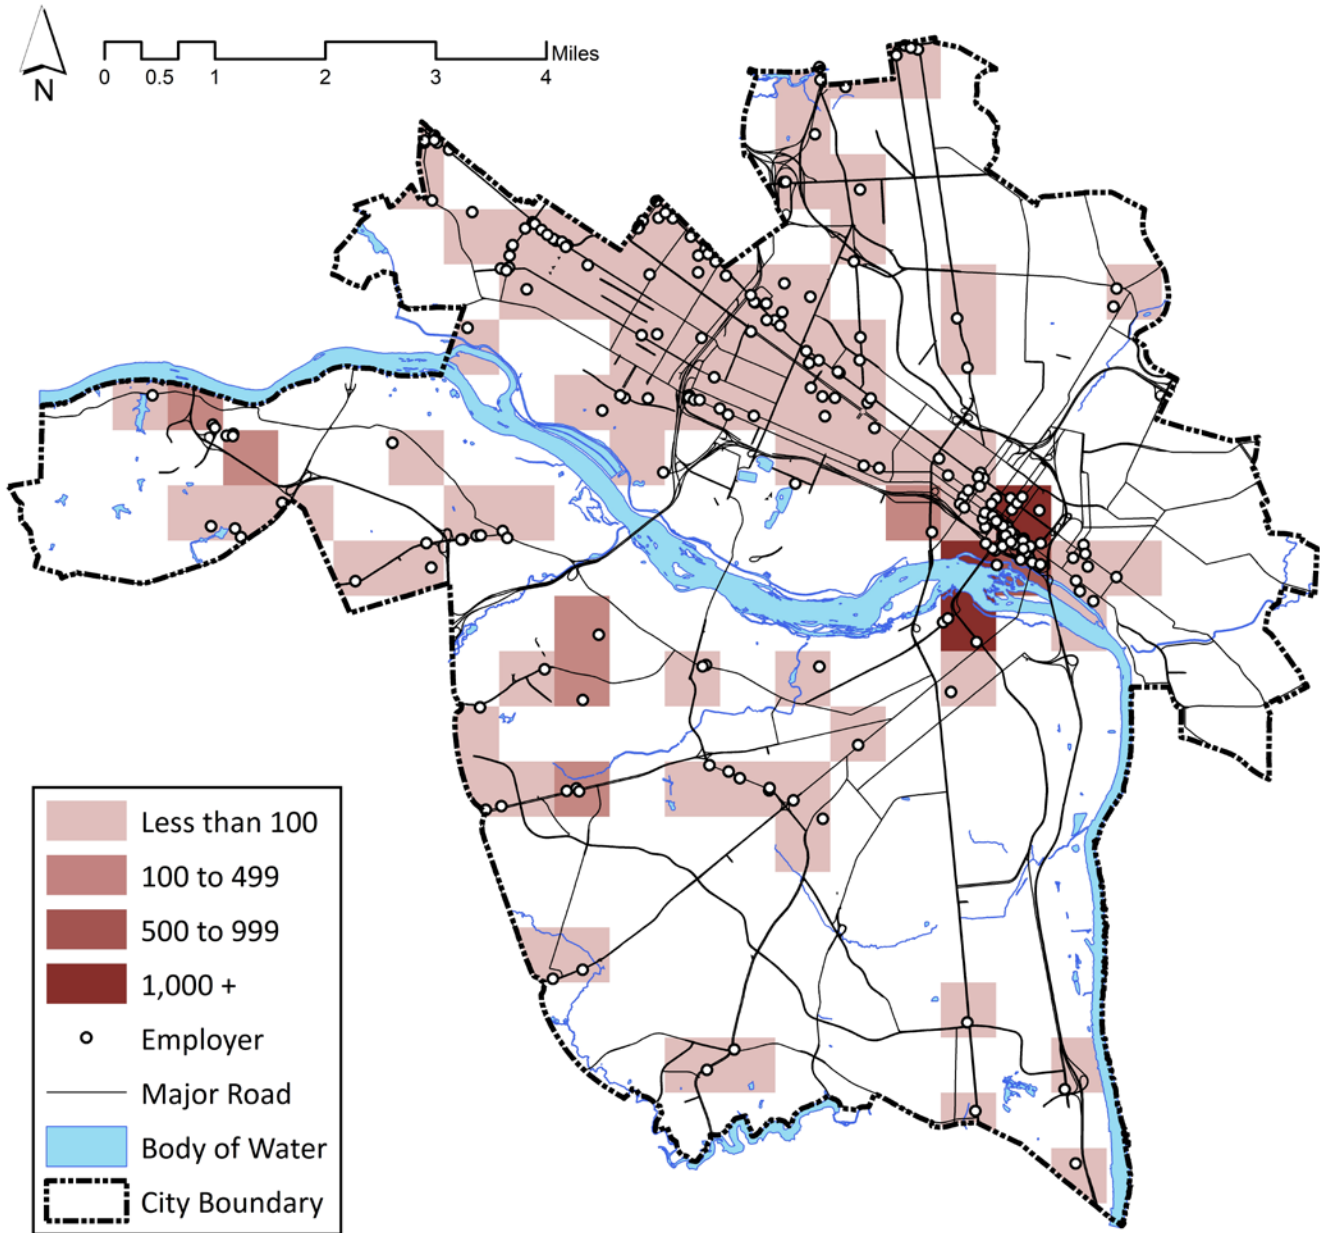 Miles
0 0.5 1 2 3 4
N
Less than 100
100 to 499
500 to 999
1,000 +
Employer
Major Road
Body of Water
City Boundary